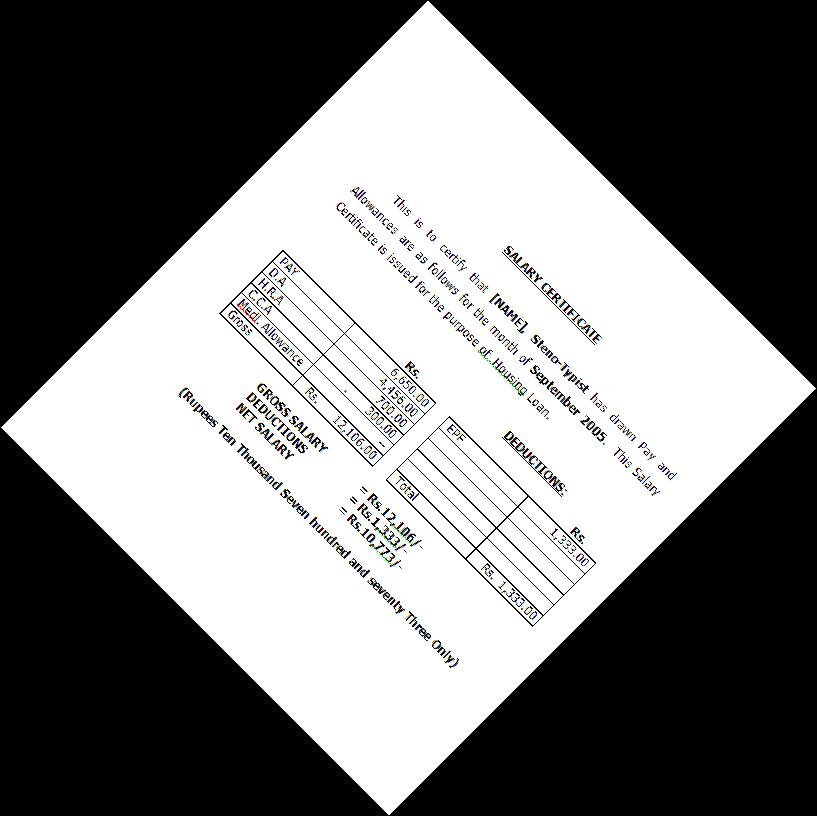 SALARY CERTIFICATE
This is to certify that [NAME], Steno-Typist has drawn Pay and
Allowances are as follows for the month of September 2005. This Salary
Certificate is issued for the purpose of Housing Loan.
Rs.
PAY 6,650.00
D.A 4,456.00
H.R.A 700.00
C.C.A 300.00
Medi. Allowance --
Gross Rs. 12,106.00
DEDUCTIONS:
Rs.
EPF 1,333.00
Total Rs. 1,333.00
GROSS SALARY = Rs.12,106/-
DEDUCTIONS = Rs.1,333/-
NET SALARY = Rs.10,773/-
(Rupees Ten Thousand Seven hundred and seventy Three Only)